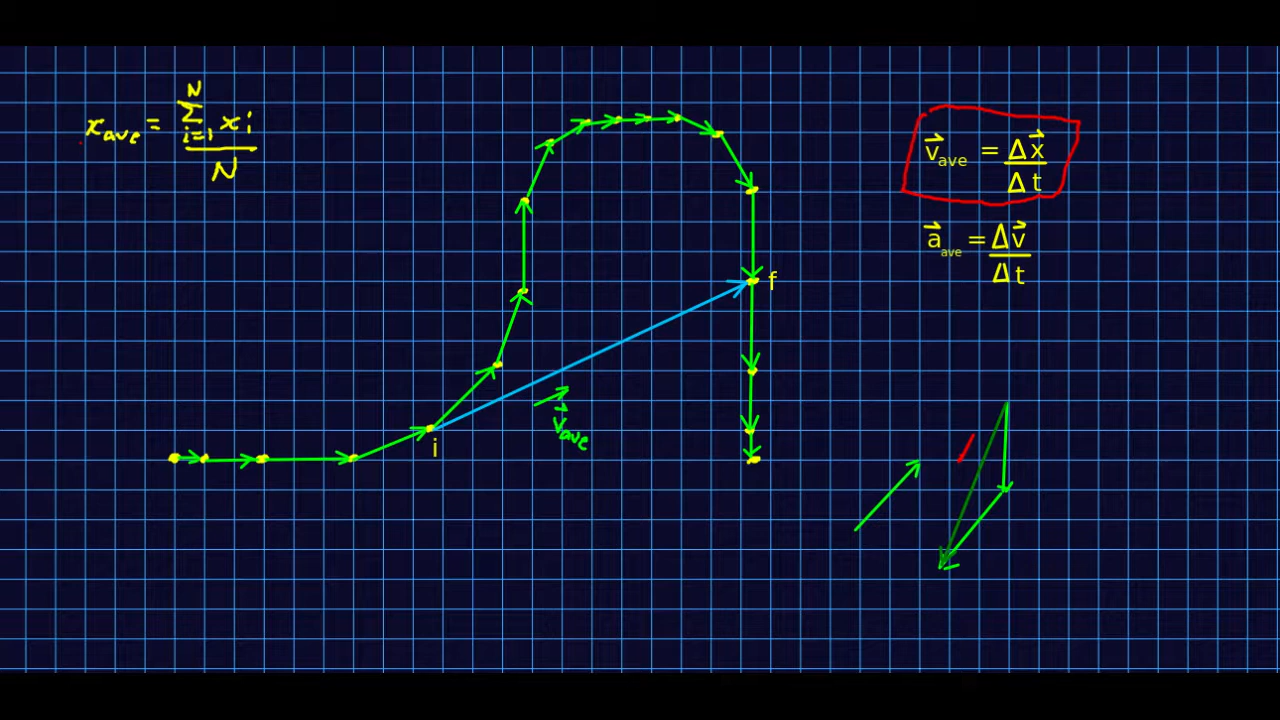 x_ave = Σ_{i=1}^{N} x_i / N
v⃗_ave = Δx⃗ / Δt
a⃗_ave = Δv⃗ / Δt
f
v⃗_ave
i